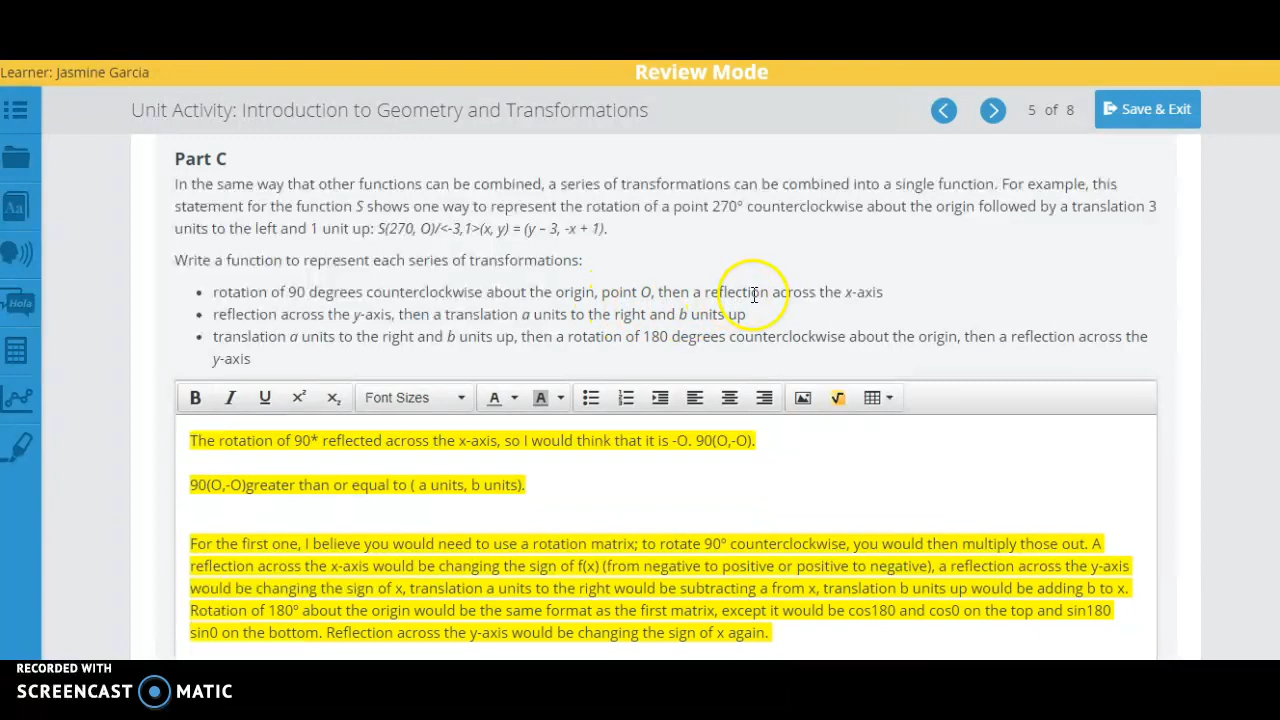 Learner: Jasmine Garcia
Review Mode
Unit Activity: Introduction to Geometry and Transformations
5 of 8
Save & Exit
Part C
In the same way that other functions can be combined, a series of transformations can be combined into a single function. For example, this
statement for the function S shows one way to represent the rotation of a point 270° counterclockwise about the origin followed by a translation 3
units to the left and 1 unit up: S(270, O)/<-3,1>(x, y) = (y – 3, -x + 1).
Write a function to represent each series of transformations:
• rotation of 90 degrees counterclockwise about the origin, point O, then a reflection across the x-axis
• reflection across the y-axis, then a translation a units to the right and b units up
• translation a units to the right and b units up, then a rotation of 180 degrees counterclockwise about the origin, then a reflection across the
y-axis
B I U X² X₂ Font Sizes A A
The rotation of 90* reflected across the x-axis, so I would think that it is -O. 90(O,-O).
90(O,-O)greater than or equal to ( a units, b units).
For the first one, I believe you would need to use a rotation matrix; to rotate 90° counterclockwise, you would then multiply those out. A
reflection across the x-axis would be changing the sign of f(x) (from negative to positive or positive to negative), a reflection across the y-axis
would be changing the sign of x, translation a units to the right would be subtracting a from x, translation b units up would be adding b to x.
Rotation of 180° about the origin would be the same format as the first matrix, except it would be cos180 and cos0 on the top and sin180
sin0 on the bottom. Reflection across the y-axis would be changing the sign of x again.
Aa
Hola
RECORDED WITH
SCREENCAST MATIC